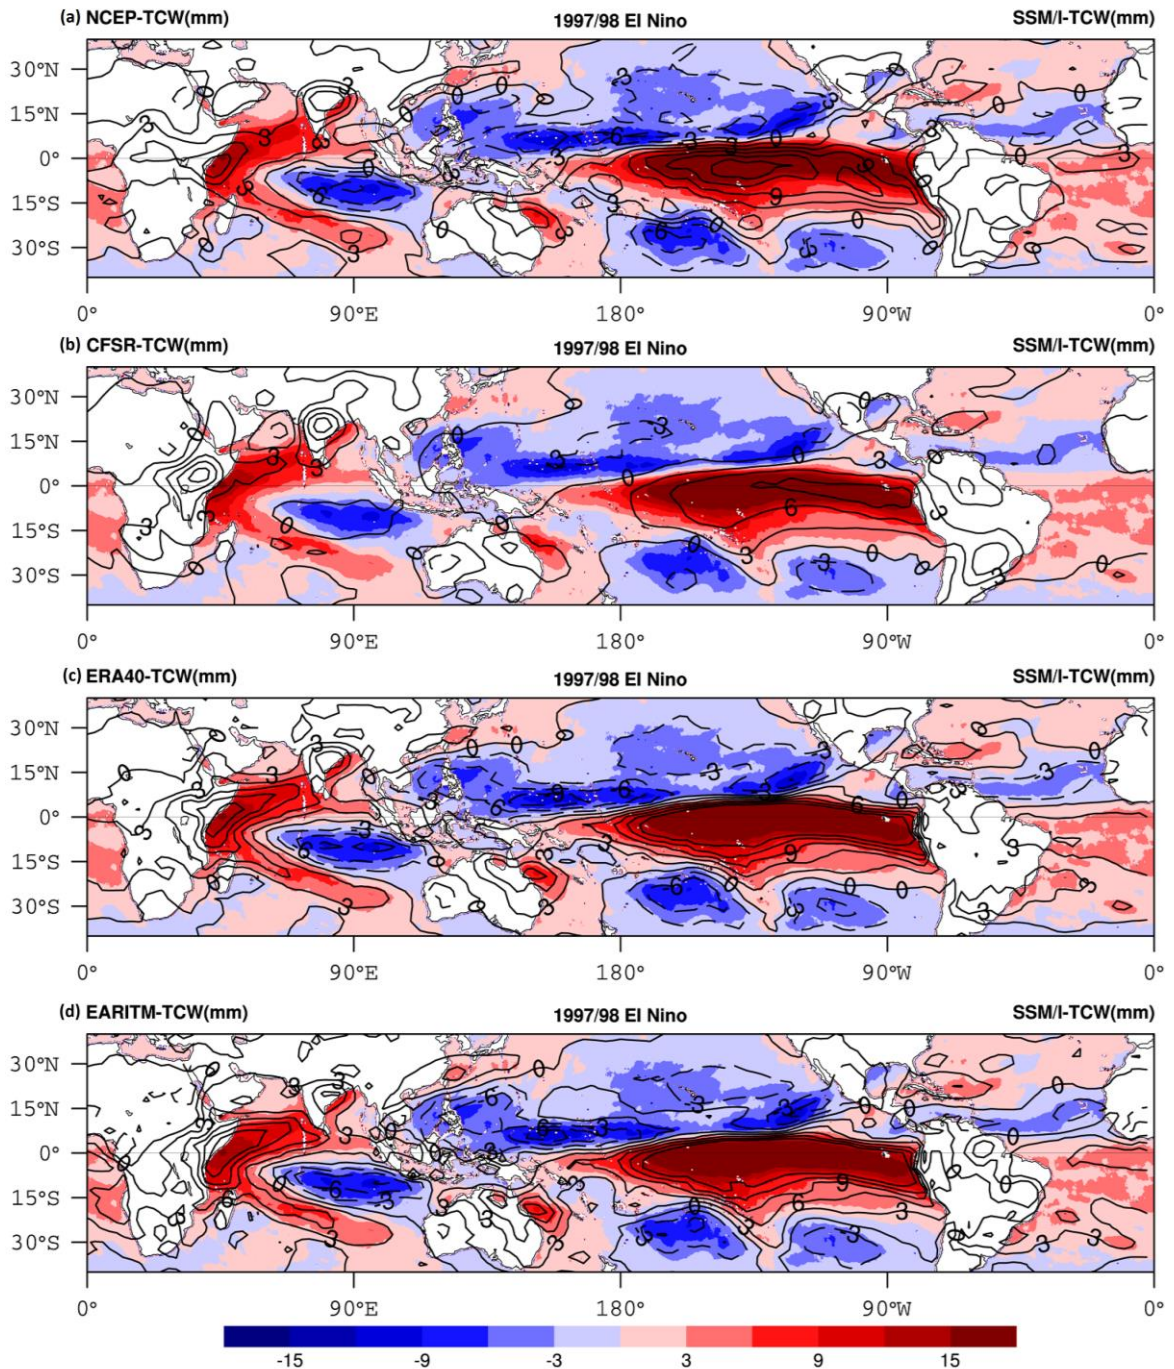 (a) NCEP-TCW(mm) 1997/98 El Nino SSM/I-TCW(mm)
30°N
15°N
0°
15°S
30°S
0° 90°E 180° 90°W 0°
(b) CFSR-TCW(mm) 1997/98 El Nino SSM/I-TCW(mm)
30°N
15°N
0°
15°S
30°S
0° 90°E 180° 90°W 0°
(c) ERA40-TCW(mm) 1997/98 El Nino SSM/I-TCW(mm)
30°N
15°N
0°
15°S
30°S
0° 90°E 180° 90°W 0°
(d) EARITM-TCW(mm) 1997/98 El Nino SSM/I-TCW(mm)
30°N
15°N
0°
15°S
30°S
0° 90°E 180° 90°W 0°
-15 -9 -3 3 9 15